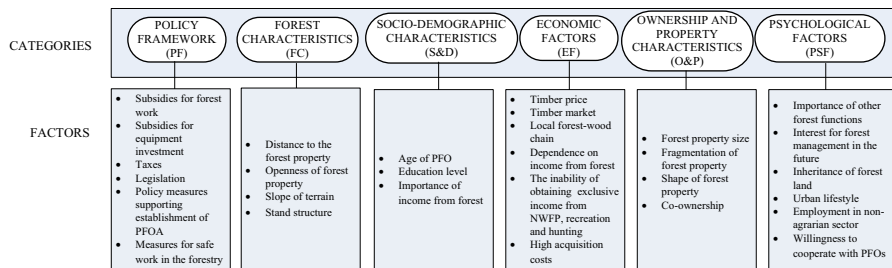 CATEGORIES
POLICY
FRAMEWORK
(PF)
FOREST
CHARACTERISTICS
(FC)
SOCIO-DEMOGRAPHIC
CHARACTERISTICS
(S&D)
ECONOMIC
FACTORS
(EF)
OWNERSHIP AND
PROPERTY
CHARACTERISTICS
(O&P)
PSYCHOLOGICAL
FACTORS
(PSF)
FACTORS
• Subsidies for forest
work
• Subsidies for
equipment
investment
• Taxes
• Legislation
• Policy measures
supporting
establishment of
PFOA
• Measures for safe
work in the forestry
• Distance to the
forest property
• Openness of forest
property
• Slope of terrain
• Stand structure
• Age of PFO
• Education level
• Importance of
income from forest
• Timber price
• Timber market
• Local forest-wood
chain
• Dependence on
income from forest
• The inability of
obtaining exclusive
income from
NWFP, recreation
and hunting
• High acquisition
costs
• Forest property size
• Fragmentation of
forest property
• Shape of forest
property
• Co-ownership
• Importance of other
forest functions
• Interest for forest
management in the
future
• Inheritance of forest
land
• Urban lifestyle
• Employment in non-
agrarian sector
• Willingness to
cooperate with PFOs